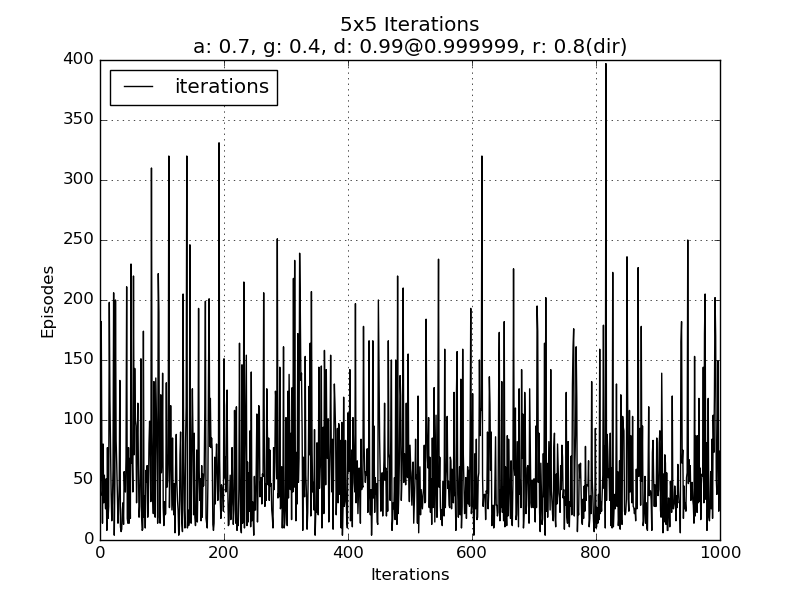 5x5 Iterations
a: 0.7, g: 0.4, d: 0.99@0.999999, r: 0.8(dir)
400
iterations
350
300
250
200
150
100
50
0
Episodes
0 200 400 600 800 1000
Iterations